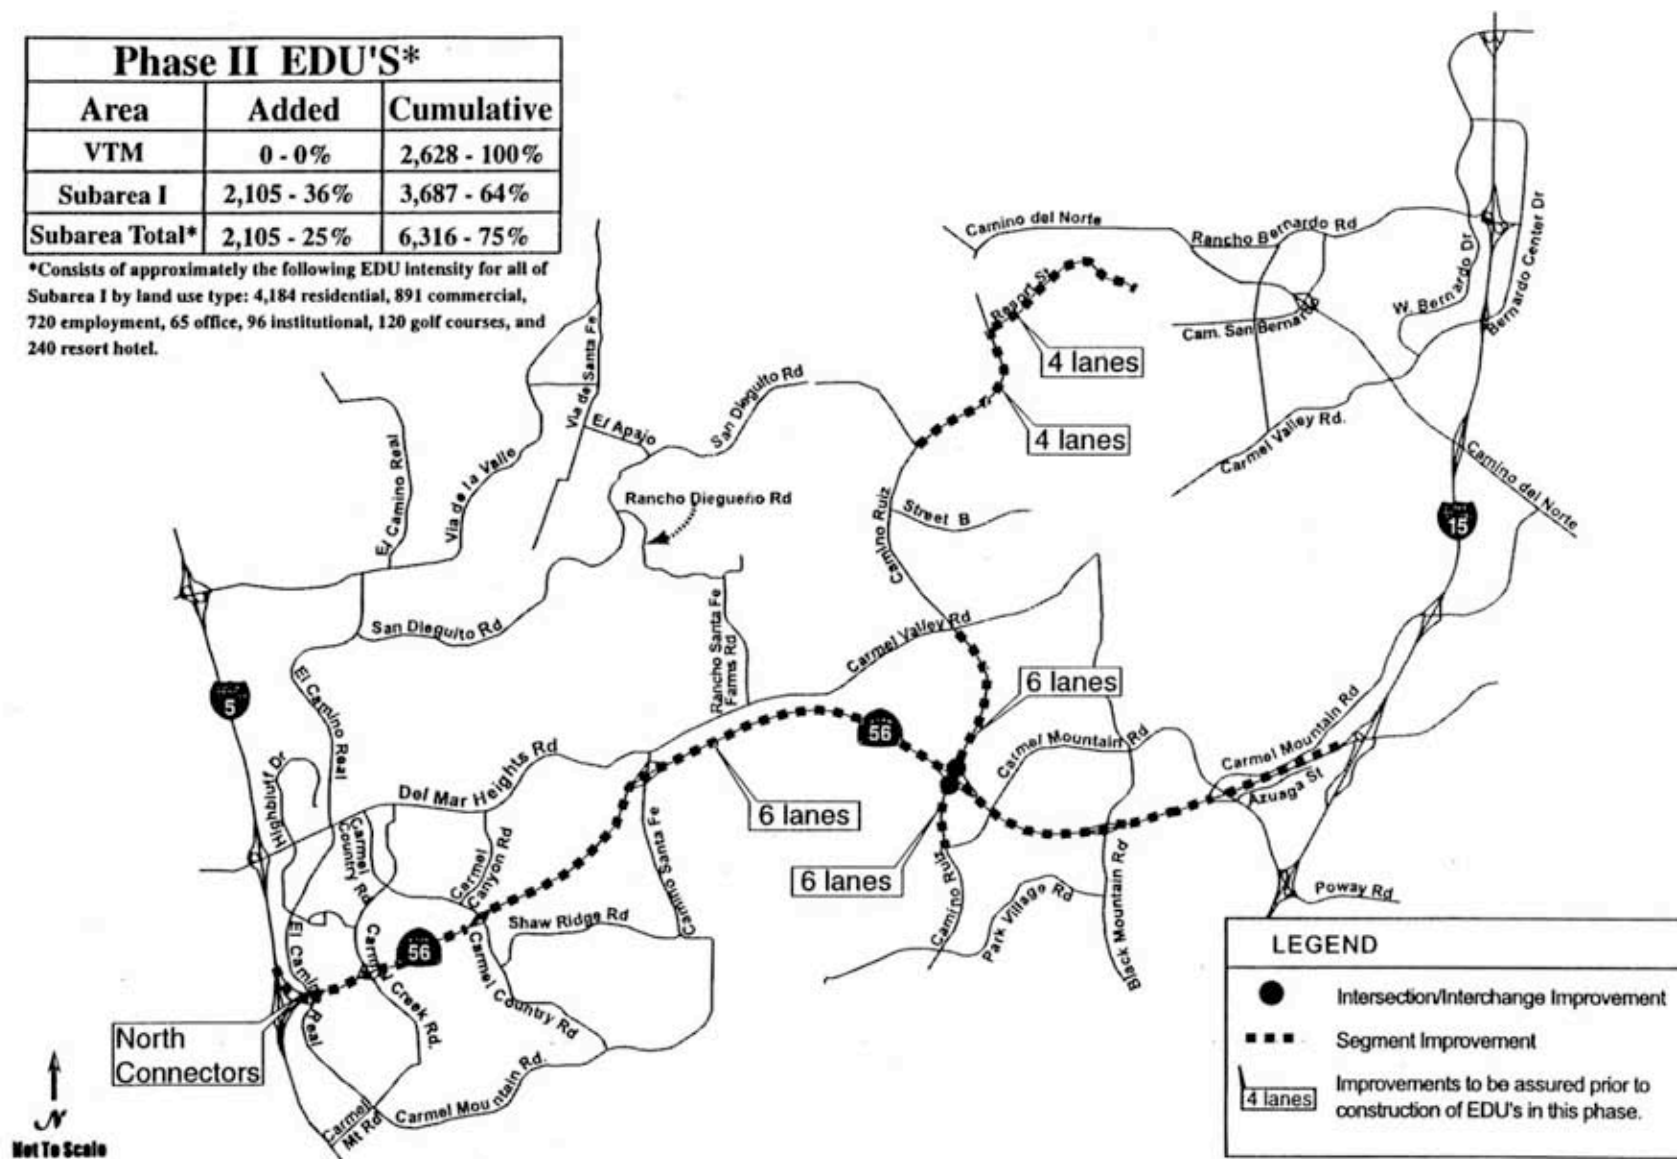 Phase II EDU'S*
Area Added Cumulative
VTM 0 - 0% 2,628 - 100%
Subarea I 2,105 - 36% 3,687 - 64%
Subarea Total* 2,105 - 25% 6,316 - 75%
*Consists of approximately the following EDU intensity for all of
Subarea I by land use type: 4,184 residential, 891 commercial,
720 employment, 65 office, 96 institutional, 120 golf courses, and
240 resort hotel.
Camino del Norte
Rancho Bernardo Rd
W. Bernardo Dr
Bernardo Center Dr
Resort St
Cam. San Bernardo
4 lanes
4 lanes
Via de Santa Fe
El Apajo
San Dieguito Rd
El Camino Real
Via de la Valle
Rancho Diegueño Rd
Carmel Valley Rd.
Camino del Norte
Camino Ruiz
Street B
15
San Dieguito Rd
Rancho Santa Fe
Farms Rd
Carmel Valley Rd
5
El Camino Real
6 lanes
56
Carmel Mountain Rd
Carmel Mountain Rd
Azuaga St
Highbluff Dr
Del Mar Heights Rd
6 lanes
Carmel
Country Rd
Carmel
Canyon Rd
Camino Santa Fe
6 lanes
Camino Ruiz
Park Village Rd
Black Mountain Rd
Poway Rd
Shaw Ridge Rd
56
El Camino Real
Carmel Creek Rd.
Carmel Country Rd
North
Connectors
Carmel Mountain Rd.
Carmel
Mt Rd
N
Not To Scale
LEGEND
Intersection/Interchange Improvement
Segment Improvement
4 lanes
Improvements to be assured prior to
construction of EDU's in this phase.